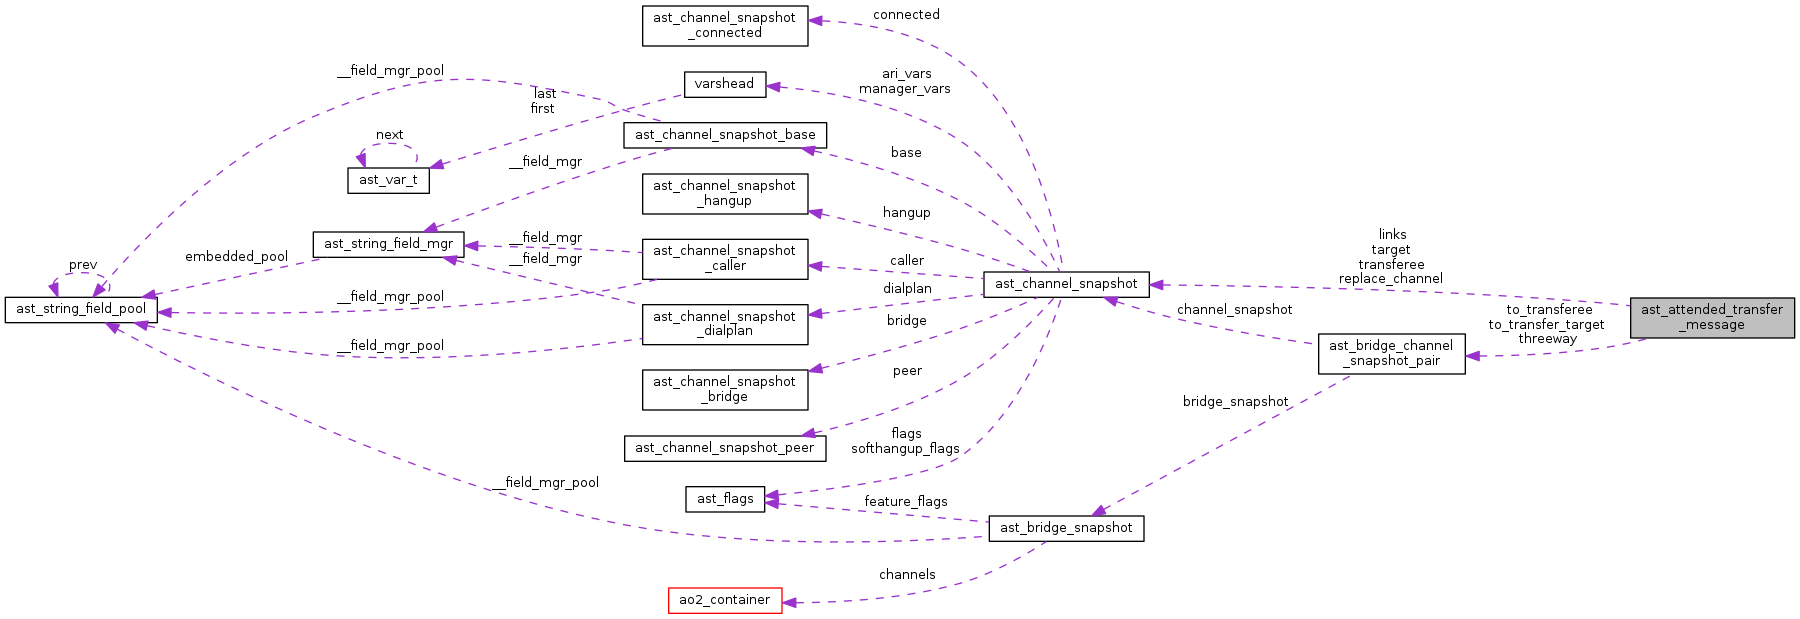 ast_channel_snapshot
_connected
connected
__field_mgr_pool
last
first
varshead
ari_vars
manager_vars
next
ast_var_t
ast_channel_snapshot_base
base
__field_mgr
ast_channel_snapshot
_hangup
hangup
ast_string_field_mgr
__field_mgr
__field_mgr
ast_channel_snapshot
_caller
caller
embedded_pool
prev
ast_string_field_pool
__field_mgr_pool
__field_mgr_pool
ast_channel_snapshot
_dialplan
dialplan
ast_channel_snapshot
links
target
transferee
replace_channel
ast_attended_transfer
_message
channel_snapshot
to_transferee
to_transfer_target
threeway
ast_bridge_channel
_snapshot_pair
bridge
ast_channel_snapshot
_bridge
peer
ast_channel_snapshot_peer
flags
softhangup_flags
bridge_snapshot
__field_mgr_pool
ast_flags
feature_flags
ast_bridge_snapshot
channels
ao2_container